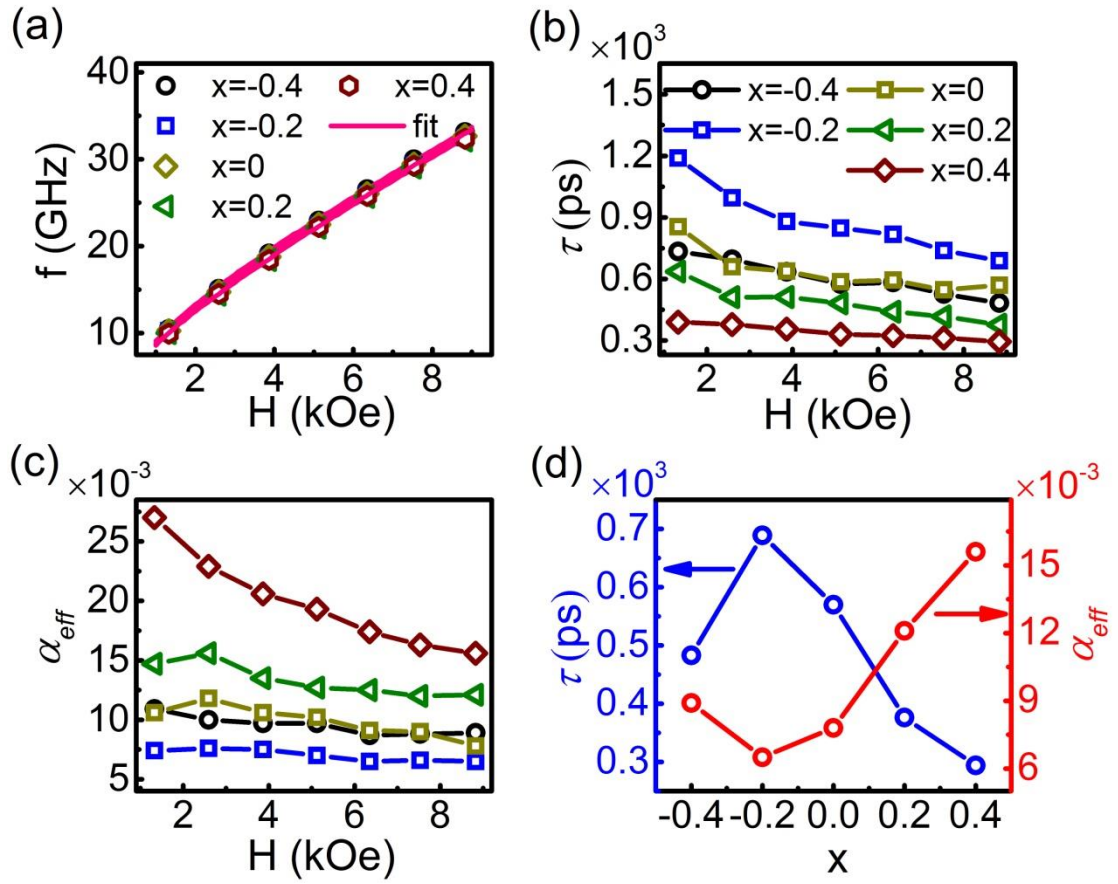 (a)
f (GHz)
40
30
20
10
x=-0.4
x=0.4
x=-0.2
fit
x=0
x=0.2
2 4 6 8
H (kOe)
(b)
×10³
τ (ps)
1.5
1.2
0.9
0.6
0.3
x=-0.4
x=0
x=-0.2
x=0.2
x=0.4
2 4 6 8
H (kOe)
(c)
×10⁻³
α_eff
25
20
15
10
5
2 4 6 8
H (kOe)
(d)
×10³
×10⁻³
τ (ps)
0.7
0.6
0.5
0.4
0.3
15
12
9
6
α_eff
-0.4 -0.2 0.0 0.2 0.4
x